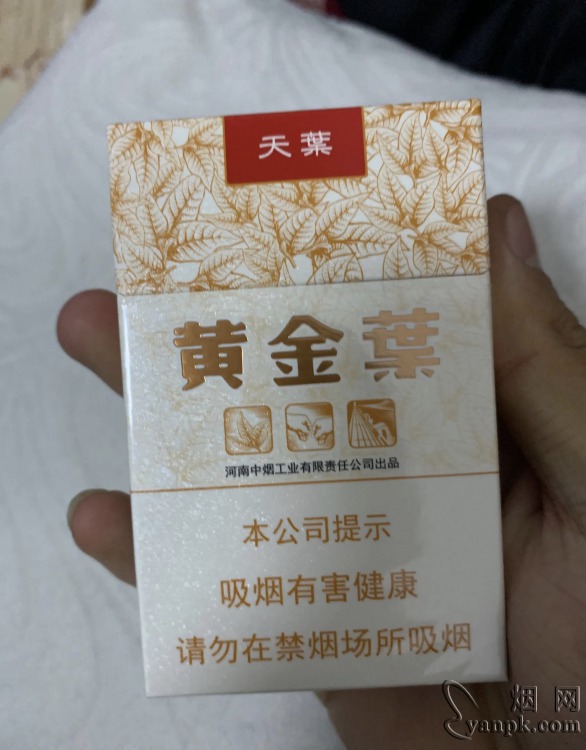 天葉
黄金葉
河南中烟工业有限责任公司出品
本公司提示
吸烟有害健康
请勿在禁烟场所吸烟
烟网
yanpk.com